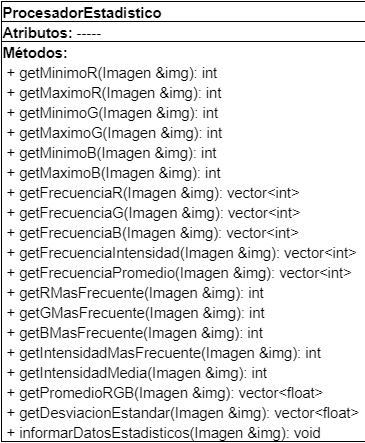 ProcesadorEstadistico
Atributos: -----
Métodos:
+ getMinimoR(Imagen &img): int
+ getMaximoR(Imagen &img): int
+ getMinimoG(Imagen &img): int
+ getMaximoG(Imagen &img): int
+ getMinimoB(Imagen &img): int
+ getMaximoB(Imagen &img): int
+ getFrecuenciaR(Imagen &img): vector<int>
+ getFrecuenciaG(Imagen &img): vector<int>
+ getFrecuenciaB(Imagen &img): vector<int>
+ getFrecuenciaIntensidad(Imagen &img): vector<int>
+ getFrecuenciaPromedio(Imagen &img): vector<int>
+ getRMasFrecuente(Imagen &img): int
+ getGMasFrecuente(Imagen &img): int
+ getBMasFrecuente(Imagen &img): int
+ getIntensidadMasFrecuente(Imagen &img): int
+ getIntensidadMedia(Imagen &img): int
+ getPromedioRGB(Imagen &img): vector<float>
+ getDesviacionEstandar(Imagen &img): vector<float>
+ informarDatosEstadisticos(Imagen &img): void